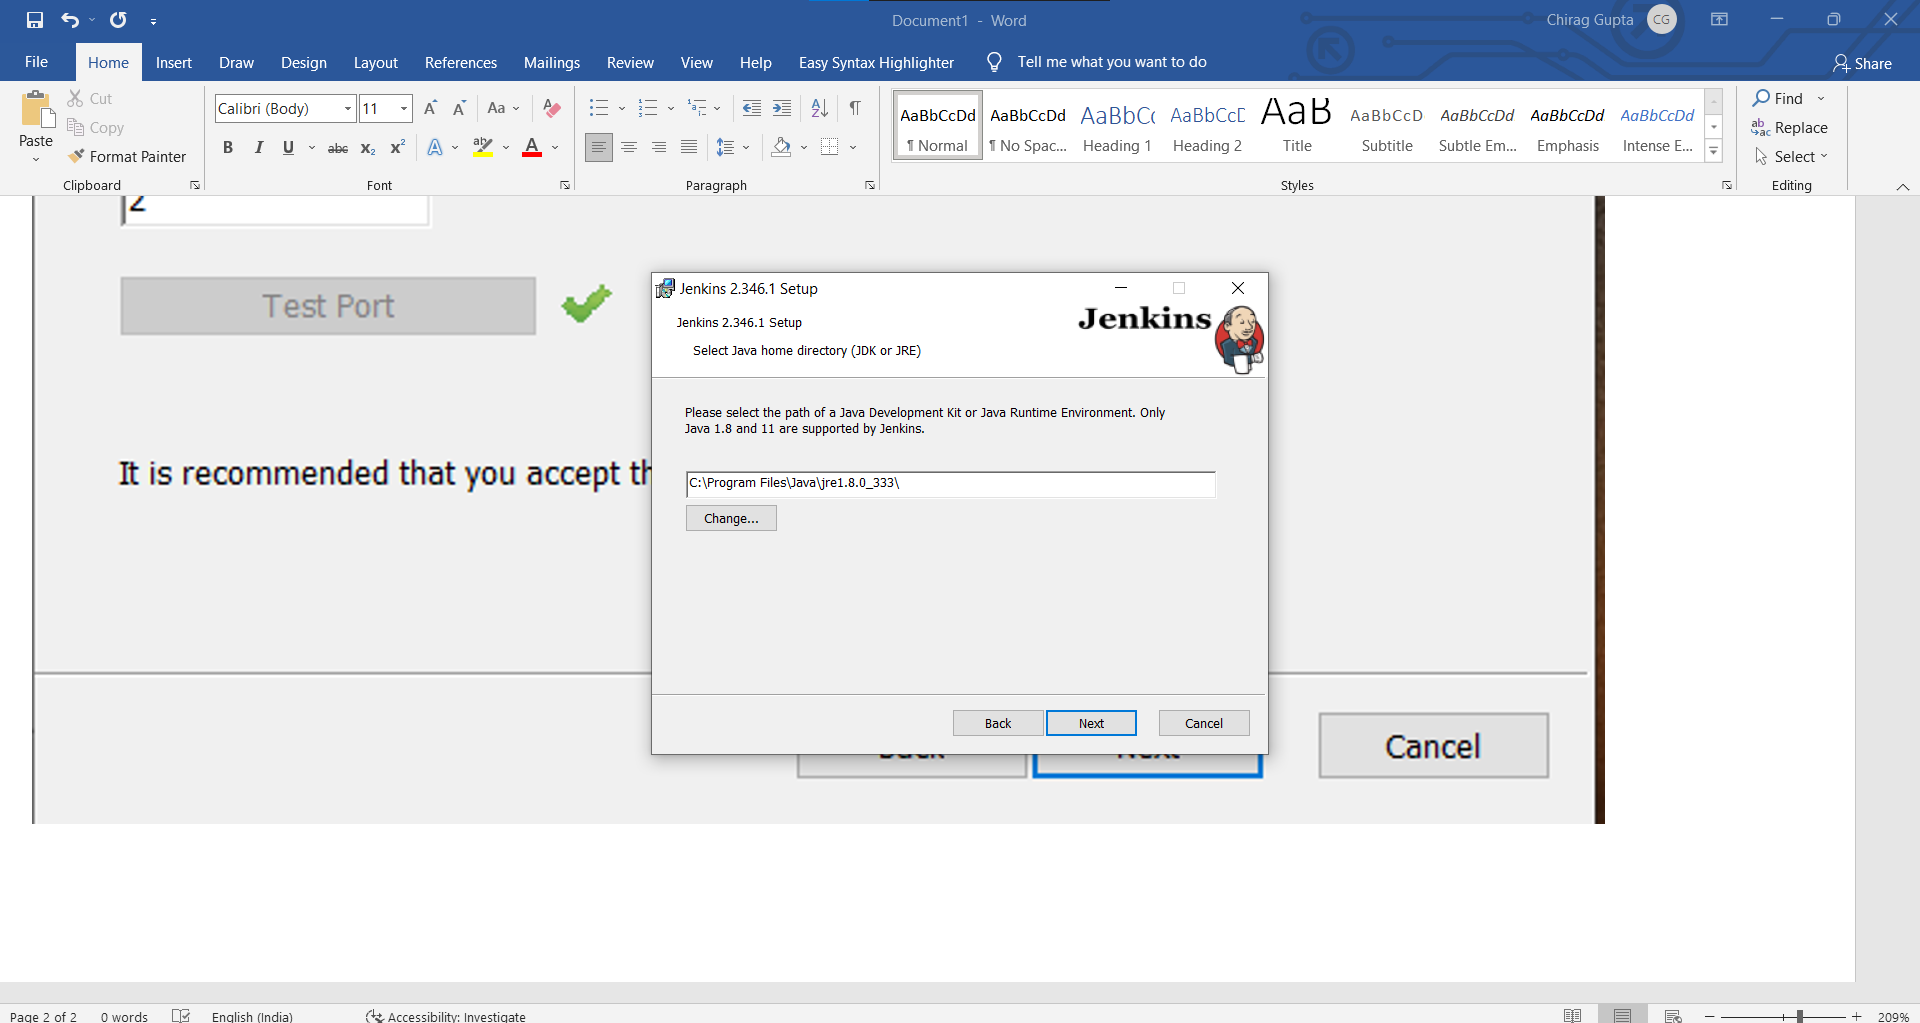 Document1 - Word
Chirag Gupta
CG
File
Home
Insert
Draw
Design
Layout
References
Mailings
Review
View
Help
Easy Syntax Highlighter
Tell me what you want to do
Share
Paste
Cut
Copy
Format Painter
Clipboard
Calibri (Body)
11
Aa
Font
Paragraph
AaBbCcDd
¶ Normal
AaBbCcDd
¶ No Spac...
AaBbC
Heading 1
AaBbCc
Heading 2
AaB
Title
AaBbCcD
Subtitle
AaBbCcDd
Subtle Em...
AaBbCcDd
Emphasis
AaBbCcDd
Intense E...
Styles
Find
Replace
Select
Editing
2
Test Port
It is recommended that you accept th
Cancel
Jenkins 2.346.1 Setup
Jenkins 2.346.1 Setup
Select Java home directory (JDK or JRE)
Jenkins
Please select the path of a Java Development Kit or Java Runtime Environment. Only
Java 1.8 and 11 are supported by Jenkins.
C:\Program Files\Java\jre1.8.0_333\
Change...
Back
Next
Cancel
Page 2 of 2
0 words
English (India)
Accessibility: Investigate
209%